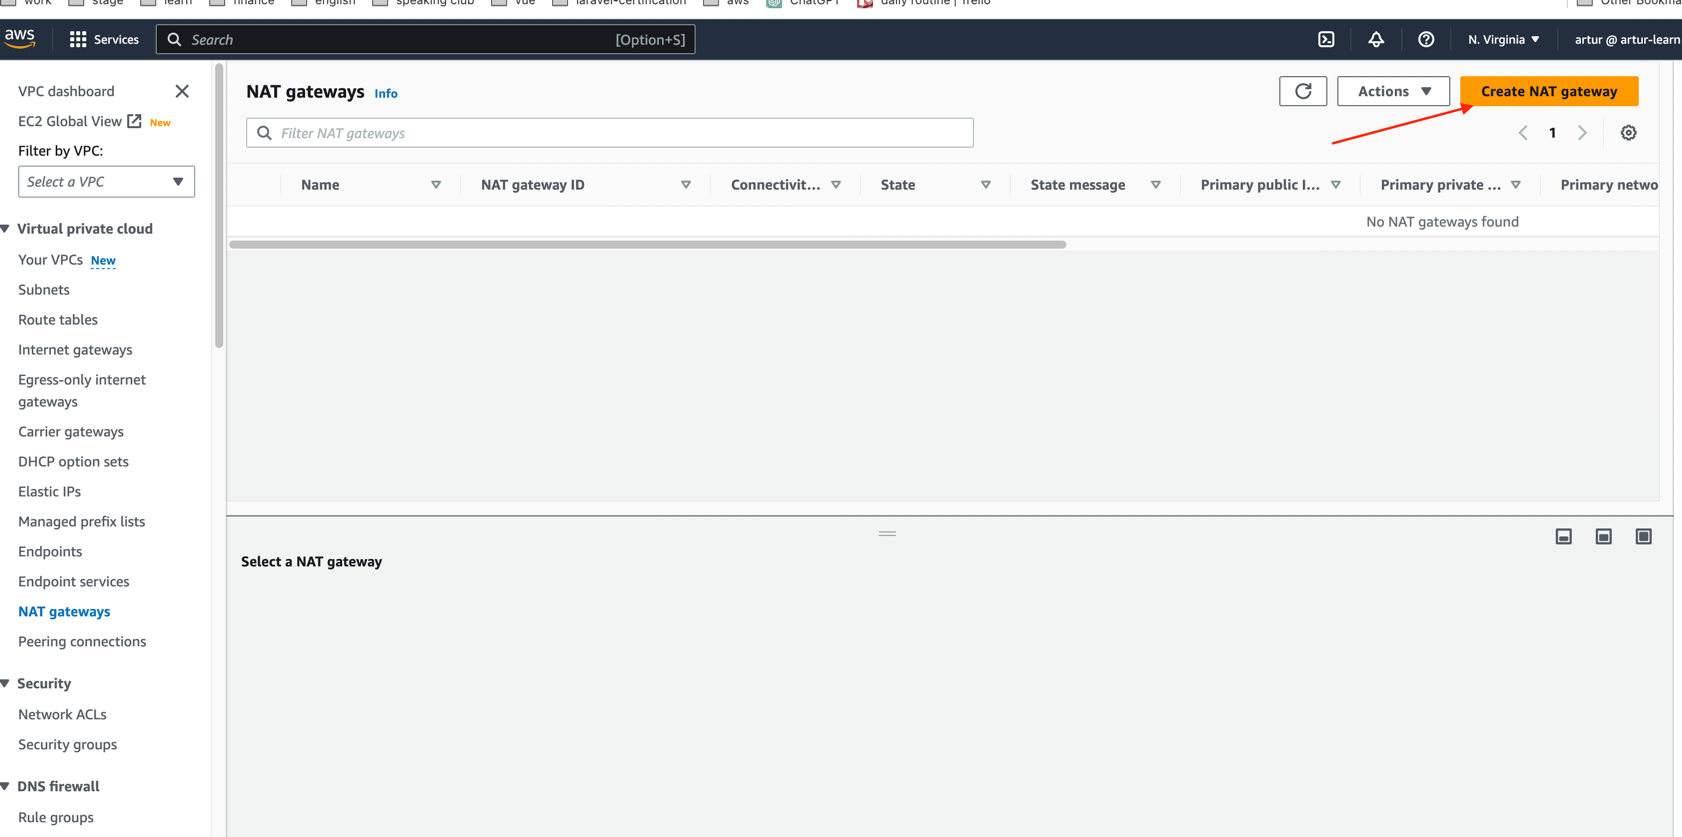 work stage learn finance english speaking club vue laravel-certification aws ChatGPT daily routine | Trello Other Bookma
aws Services Search [Option+S] N. Virginia artur @ artur-learn
VPC dashboard
EC2 Global View New
Filter by VPC:
Select a VPC
Virtual private cloud
Your VPCs New
Subnets
Route tables
Internet gateways
Egress-only internet
gateways
Carrier gateways
DHCP option sets
Elastic IPs
Managed prefix lists
Endpoints
Endpoint services
NAT gateways
Peering connections
Security
Network ACLs
Security groups
DNS firewall
Rule groups
NAT gateways Info
Actions Create NAT gateway
Filter NAT gateways
1
Name NAT gateway ID Connectivit... State State message Primary public I... Primary private ... Primary netwo
No NAT gateways found
Select a NAT gateway